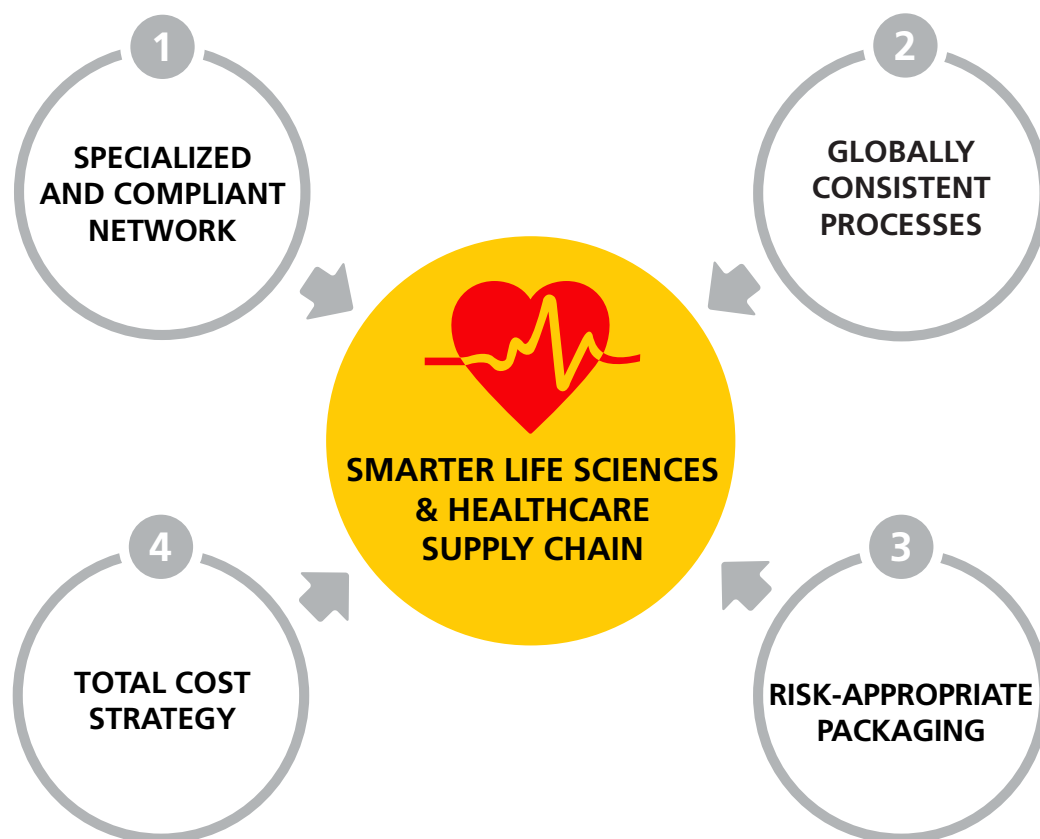 1
SPECIALIZED
AND COMPLIANT
NETWORK
2
GLOBALLY
CONSISTENT
PROCESSES
SMARTER LIFE SCIENCES
& HEALTHCARE
SUPPLY CHAIN
4
TOTAL COST
STRATEGY
3
RISK-APPROPRIATE
PACKAGING